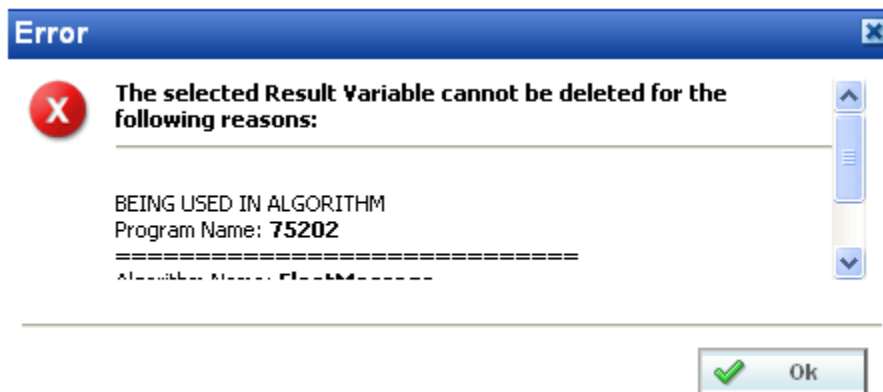 Error
The selected Result Variable cannot be deleted for the
following reasons:
BEING USED IN ALGORITHM
Program Name: 75202
=============================
Ok